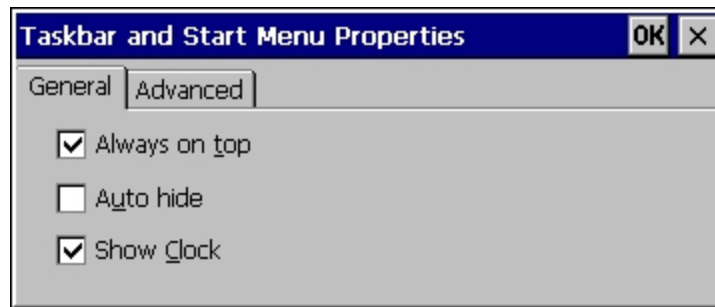 Taskbar and Start Menu Properties OK ×
General Advanced
Always on top
Auto hide
Show Clock